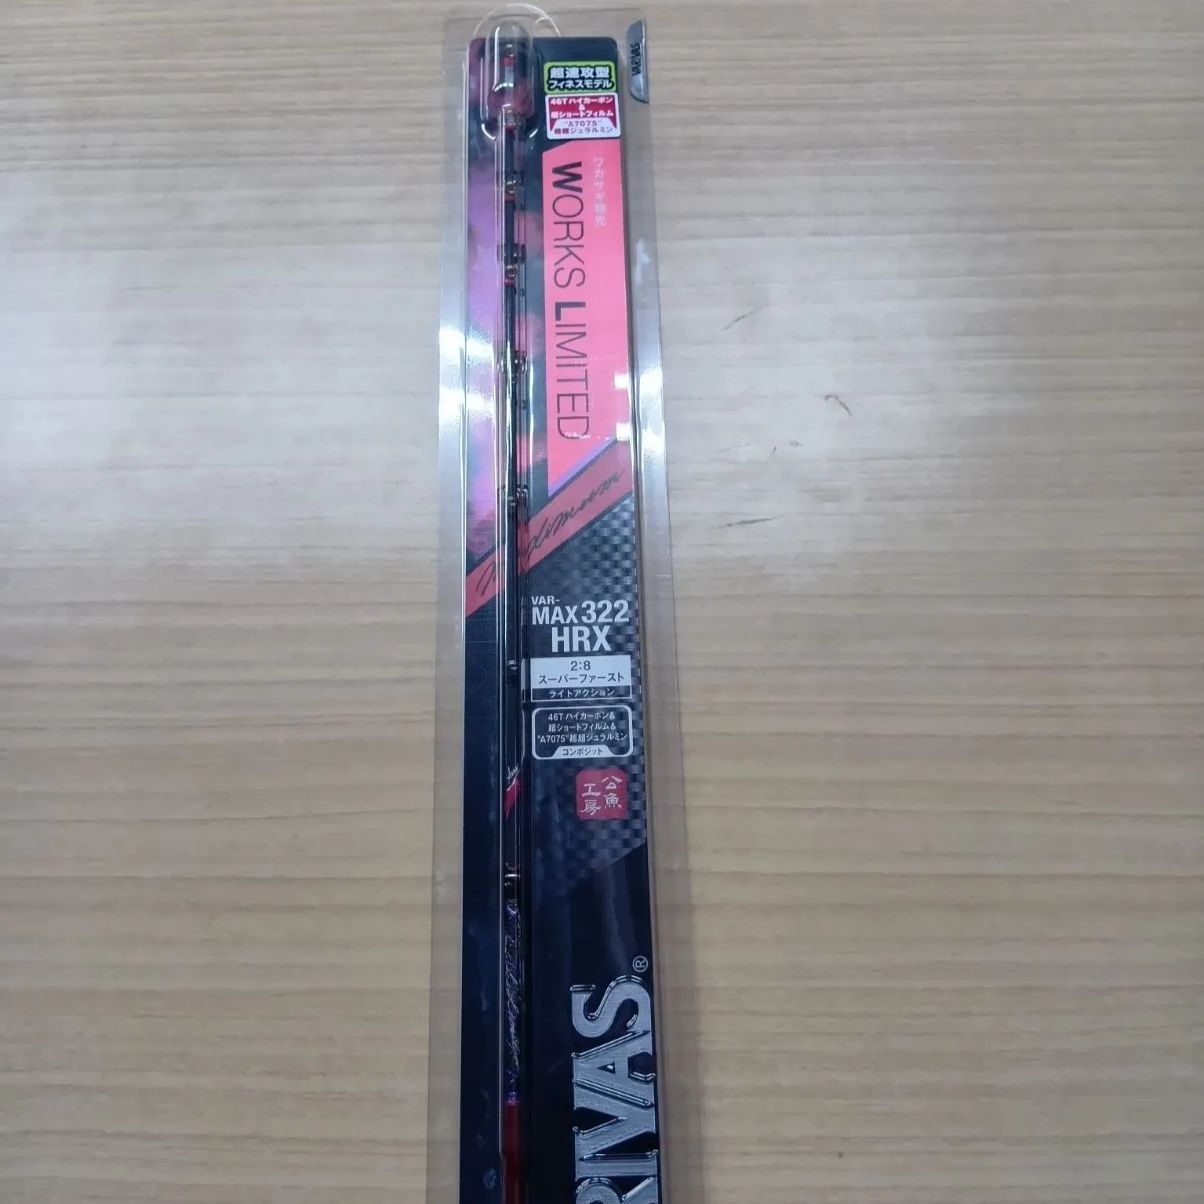 VARIVAS
超速攻型
フィネスモデル
46Tハイカーボン
&
超ショートフィルム
"A7075"
超超ジュラルミン
ワカサギ穂先
WORKS LIMITED
VAR-
MAX 322
HRX
2:8
スーパーファースト
ライトアクション
46Tハイカーボン&
超ショートフィルム&
"A7075"超超ジュラルミン
コンポジット
公魚
工房
RIVAS®